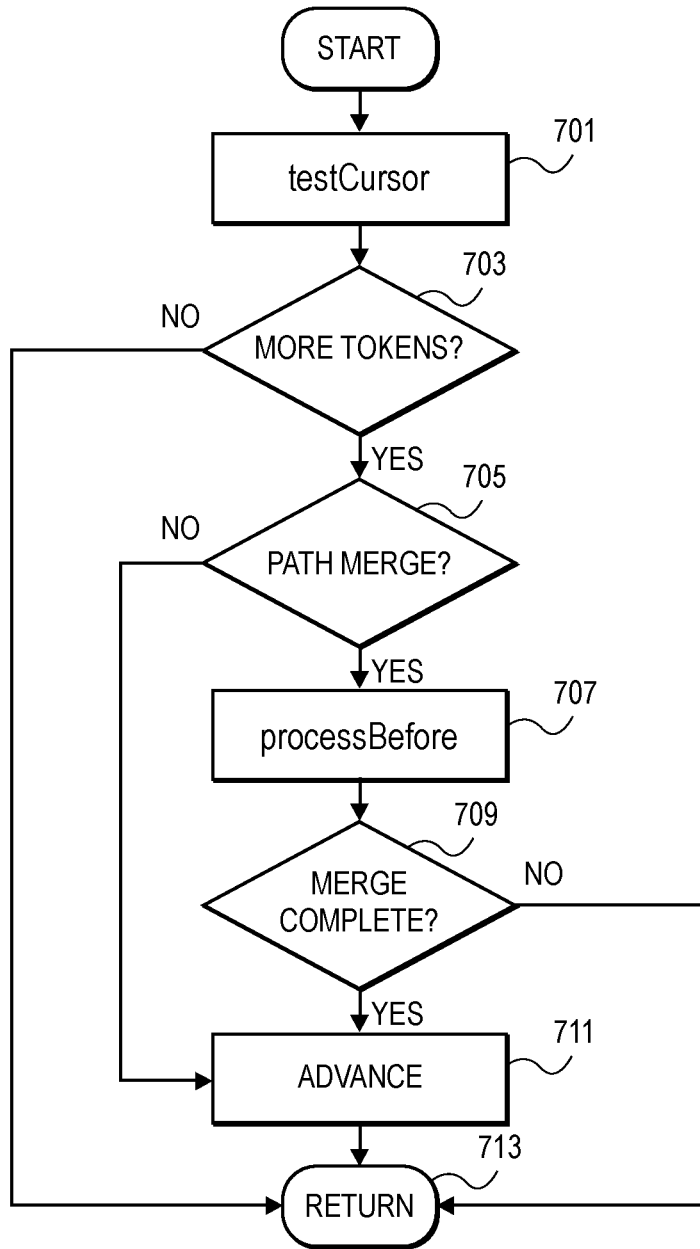 START
701
testCursor
703
NO
MORE TOKENS?
YES
705
NO
PATH MERGE?
YES
707
processBefore
709
NO
MERGE
COMPLETE?
YES
711
ADVANCE
713
RETURN